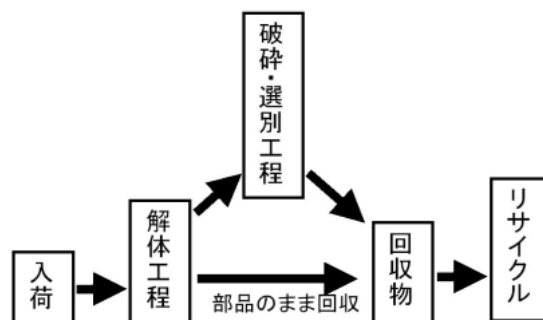 入荷
解体工程
破砕・選別工程
部品のまま回収
回収物
リサイクル